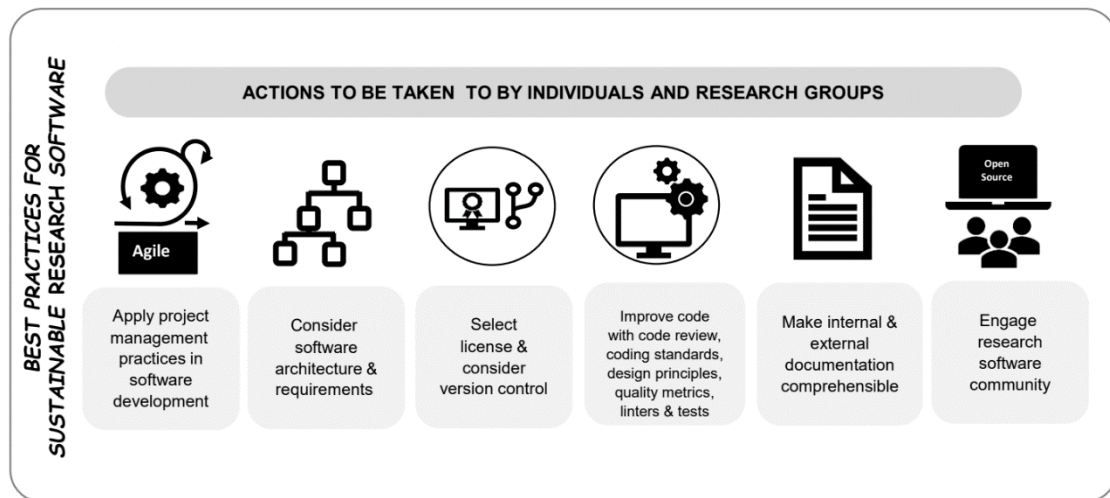 BEST PRACTICES FOR
SUSTAINABLE RESEARCH SOFTWARE
ACTIONS TO BE TAKEN TO BY INDIVIDUALS AND RESEARCH GROUPS
Agile
Open
Source
Apply project
management
practices in
software
development
Consider
software
architecture &
requirements
Select
license &
consider
version control
Improve code
with code review,
coding standards,
design principles,
quality metrics,
linters & tests
Make internal &
external
documentation
comprehensible
Engage
research
software
community